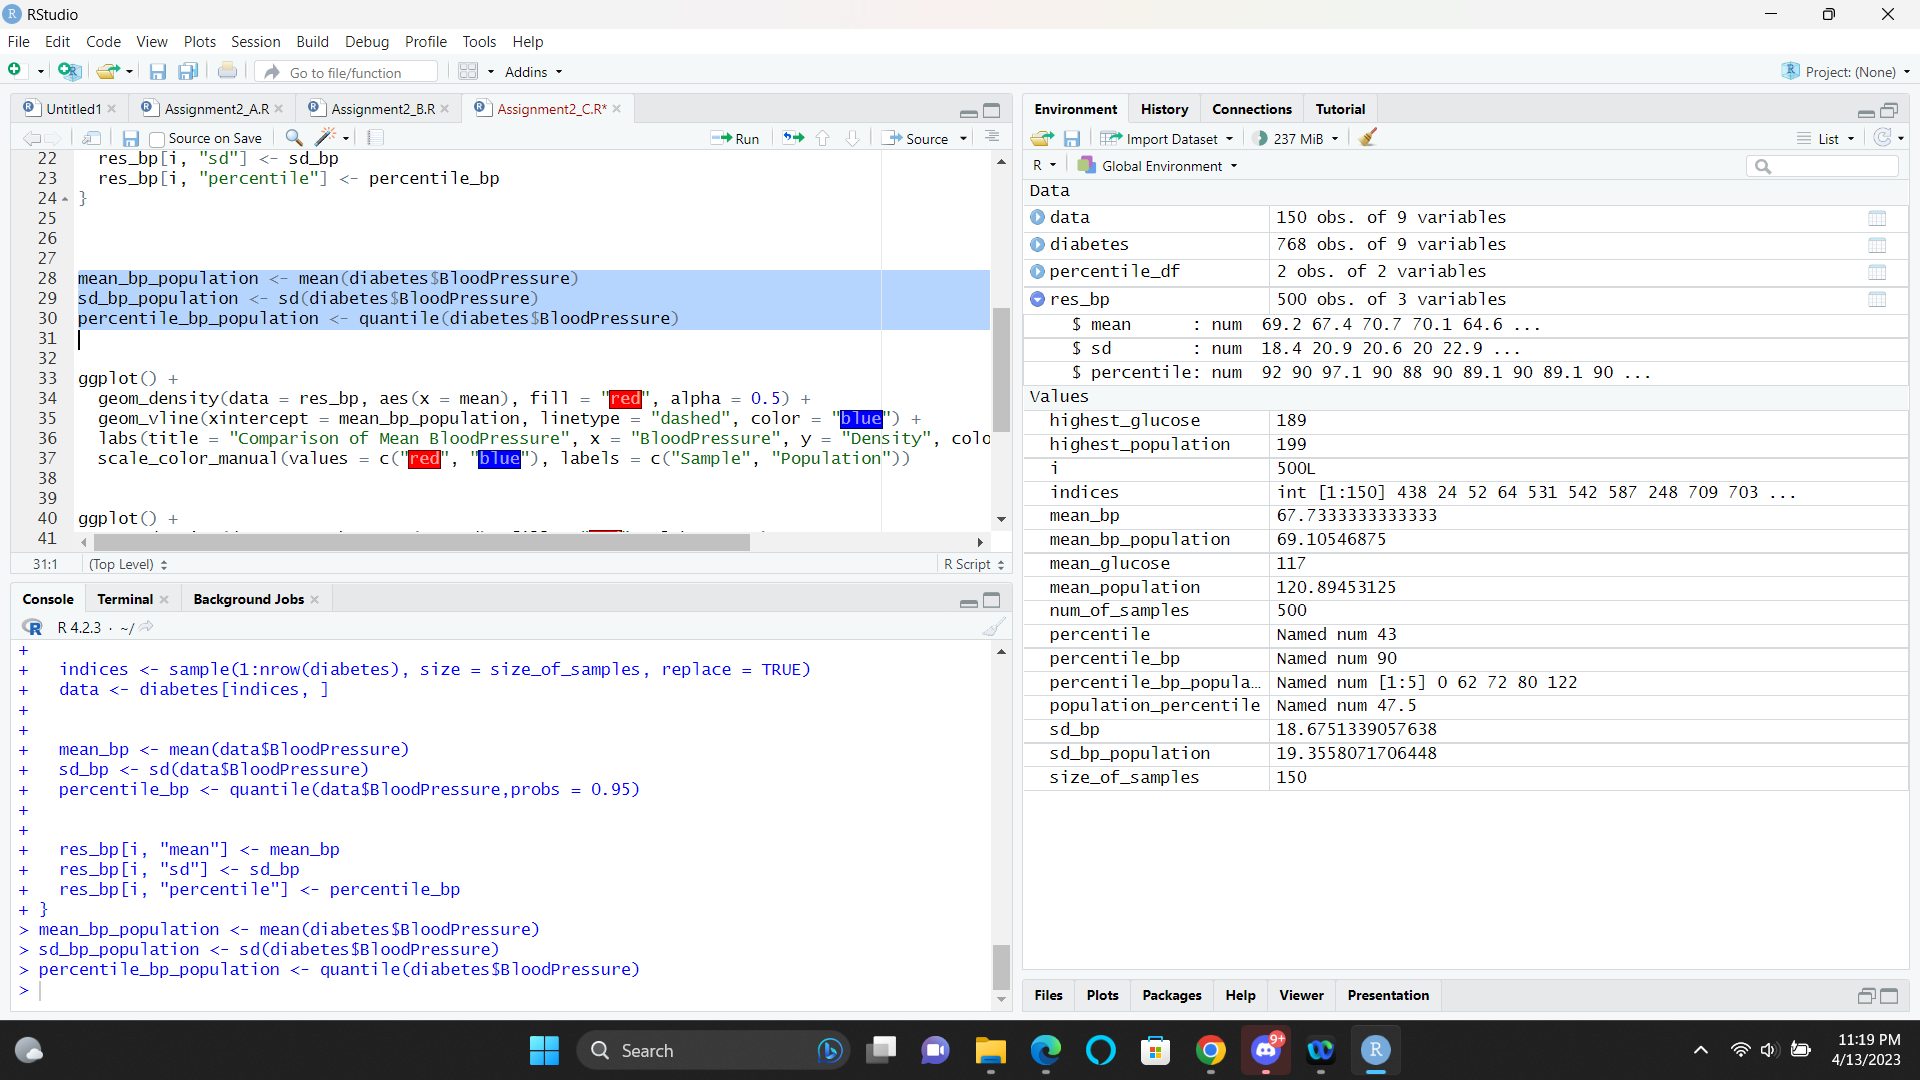 RStudio
File Edit Code View Plots Session Build Debug Profile Tools Help
Go to file/function Addins Project: (None)
Untitled1 Assignment2_A.R Assignment2_B.R Assignment2_C.R*
Source on Save Run Source
22 res_bp[i, "sd"] <- sd_bp
23 res_bp[i, "percentile"] <- percentile_bp
24 }
25
26
27
28 mean_bp_population <- mean(diabetes$BloodPressure)
29 sd_bp_population <- sd(diabetes$BloodPressure)
30 percentile_bp_population <- quantile(diabetes$BloodPressure)
31
32
33 ggplot() +
34 geom_density(data = res_bp, aes(x = mean), fill = "red", alpha = 0.5) +
35 geom_vline(xintercept = mean_bp_population, linetype = "dashed", color = "blue") +
36 labs(title = "Comparison of Mean BloodPressure", x = "BloodPressure", y = "Density", colo
37 scale_color_manual(values = c("red", "blue"), labels = c("Sample", "Population"))
38
39
40 ggplot() +
41
31:1 (Top Level) R Script
Console Terminal Background Jobs
R 4.2.3 · ~/
+
+ indices <- sample(1:nrow(diabetes), size = size_of_samples, replace = TRUE)
+ data <- diabetes[indices, ]
+
+
+ mean_bp <- mean(data$BloodPressure)
+ sd_bp <- sd(data$BloodPressure)
+ percentile_bp <- quantile(data$BloodPressure,probs = 0.95)
+
+
+ res_bp[i, "mean"] <- mean_bp
+ res_bp[i, "sd"] <- sd_bp
+ res_bp[i, "percentile"] <- percentile_bp
+ }
> mean_bp_population <- mean(diabetes$BloodPressure)
> sd_bp_population <- sd(diabetes$BloodPressure)
> percentile_bp_population <- quantile(diabetes$BloodPressure)
>
Environment History Connections Tutorial
Import Dataset 237 MiB List
R Global Environment
Data
data 150 obs. of 9 variables
diabetes 768 obs. of 9 variables
percentile_df 2 obs. of 2 variables
res_bp 500 obs. of 3 variables
$ mean : num 69.2 67.4 70.7 70.1 64.6 ...
$ sd : num 18.4 20.9 20.6 20 22.9 ...
$ percentile: num 92 90 97.1 90 88 90 89.1 90 89.1 90 ...
Values
highest_glucose 189
highest_population 199
i 500L
indices int [1:150] 438 24 52 64 531 542 587 248 709 703 ...
mean_bp 67.7333333333333
mean_bp_population 69.10546875
mean_glucose 117
mean_population 120.89453125
num_of_samples 500
percentile Named num 43
percentile_bp Named num 90
percentile_bp_popula... Named num [1:5] 0 62 72 80 122
population_percentile Named num 47.5
sd_bp 18.6751339057638
sd_bp_population 19.3558071706448
size_of_samples 150
Files Plots Packages Help Viewer Presentation
Search
9+
R
11:19 PM
4/13/2023